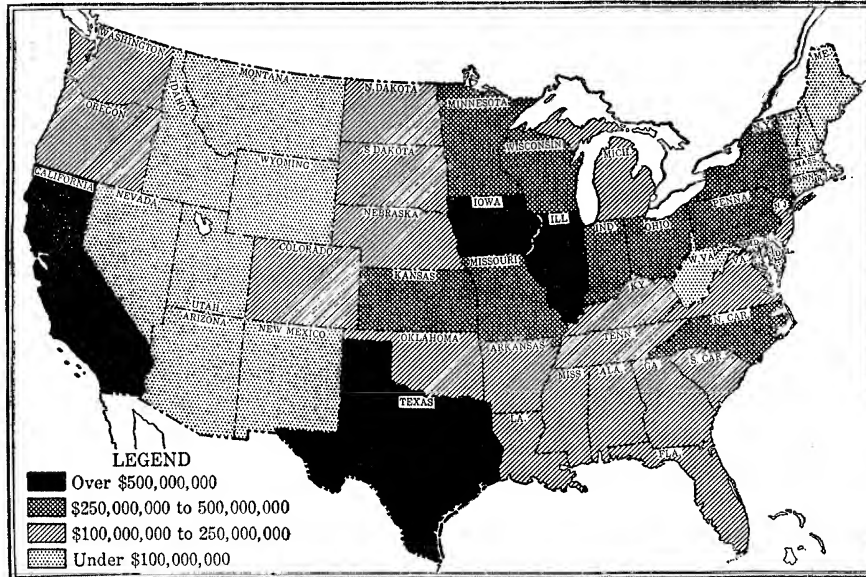 WASHINGTON
OREGON
CALIFORNIA
NEVADA
IDAHO
MONTANA
WYOMING
UTAH
ARIZONA
COLORADO
NEW MEXICO
N.DAKOTA
S.DAKOTA
NEBRASKA
KANSAS
OKLAHOMA
TEXAS
MINNESOTA
IOWA
MISSOURI
ARKANSAS
LA.
WISCONSIN
ILL
MICH.
IND.
OHIO
KY.
TENN.
MISS.
ALA.
GA.
FLA.
S. CAR.
N. CAR.
W.VA.
VA.
PENNA.
N.Y.
MASS.
CONN.
ME.
LEGEND
Over $500,000,000
$250,000,000 to 500,000,000
$100,000,000 to 250,000,000
Under $100,000,000